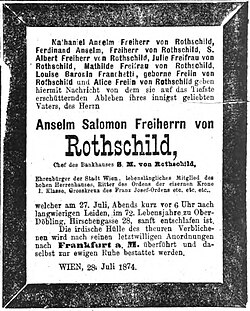 Nathaniel Anselm Freiherr von Rothschild,
Ferdinand Anselm, Freiherr von Rothschild, S.
Albert Freiherr von Rothschild, Julie Freifrau von
Rothschild, Mathilde Freifrau von Rothschild,
Louise Baronin Franchetti, geborne Freiin von
Rothschild und Alice Freiin von Rothschild geben
hiermit Nachricht von dem sie auf das Tiefste
erschütternden Ableben ihres innigst geliebten
Vaters, des Herrn
Anselm Salomon Freiherrn von
Rothschild,
Chef des Bankhauses S. M. von Rothschild,
Ehrenbürger der Stadt Wien, lebenslängliches Mitglied des
hohen Herrenhauses, Ritter des Ordens der eisernen Krone
I. Classe, Grosskreuz des Franz Josef-Ordens etc. etc. etc.,
welcher am 27. Juli, Abends kurz vor 6 Uhr nach
langwierigen Leiden, im 72. Lebensjahre zu Ober-
Döbling, Hirschengasse 28, sanft entschlafen ist.
Die irdische Hülle des theuren Verbliche-
nen wird nach seinen letztwilligen Anordnungen
nach Frankfurt a. M. überführt und da-
selbst zur ewigen Ruhe bestattet werden.
WIEN, 28. Juli 1874.